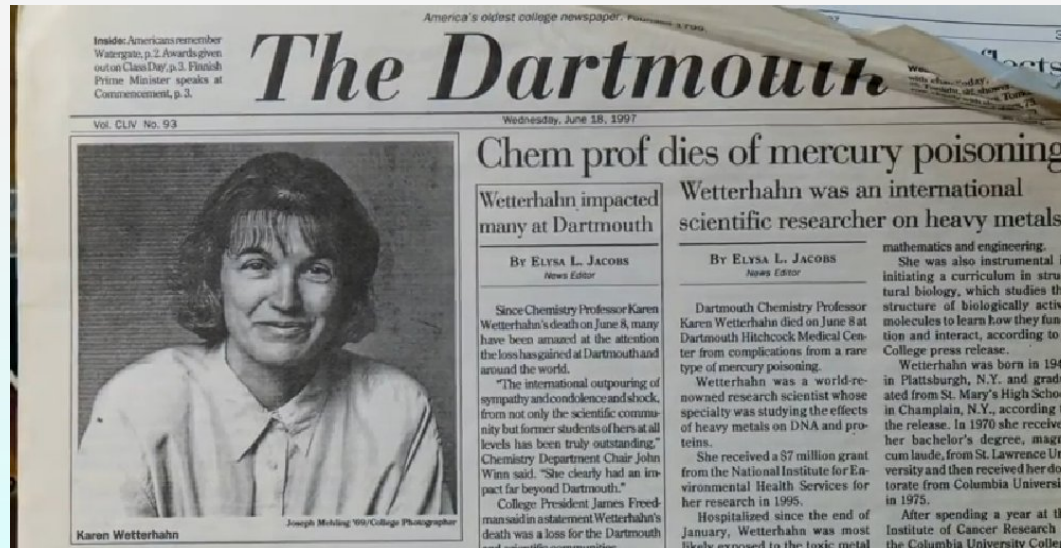 America's oldest college newspaper.
Inside: Americans remember
Watergate, p.2. Awards given
out on Class Day, p.3. Finnish
Prime Minister speaks at
Commencement, p.3.
The Dartmouth
Vol. CLIV No. 93
Wednesday, June 18, 1997
Joseph Mehling '69/College Photographer
Karen Wetterhahn
Chem prof dies of mercury poisoning
Wetterhahn impacted
many at Dartmouth
BY ELYSA L. JACOBS
News Editor
Since Chemistry Professor Karen
Wetterhahn's death on June 8, many
have been amazed at the attention
the loss has gained at Dartmouth and
around the world.
"The international outpouring of
sympathy and condolence and shock,
from not only the scientific commu-
nity but former students of hers at all
levels has been truly outstanding,"
Chemistry Department Chair John
Winn said. "She clearly had an im-
pact far beyond Dartmouth."
College President James Freed-
man said in a statement Wetterhahn's
death was a loss for the Dartmouth
and scientific communities.
Wetterhahn was an international
scientific researcher on heavy metals
BY ELYSA L. JACOBS
News Editor
Dartmouth Chemistry Professor
Karen Wetterhahn died on June 8 at
Dartmouth Hitchcock Medical Cen-
ter from complications from a rare
type of mercury poisoning.
Wetterhahn was a world-re-
nowned research scientist whose
specialty was studying the effects
of heavy metals on DNA and pro-
teins.
She received a $7 million grant
from the National Institute for En-
vironmental Health Services for
her research in 1995.
Hospitalized since the end of
January, Wetterhahn was most
likely exposed to the toxic metal
mathematics and engineering.
She was also instrumental
initiating a curriculum in struc
tural biology, which studies th
structure of biologically activ
molecules to learn how they fun
tion and interact, according to
College press release.
Wetterhahn was born in 194
in Plattsburgh, N.Y. and grad
ated from St. Mary's High Scho
in Champlain, N.Y., according
the release. In 1970 she receive
her bachelor's degree, mag
cum laude, from St. Lawrence Un
versity and then received her do
torate from Columbia Universi
in 1975.
After spending a year at th
Institute of Cancer Research
the Columbia University Colle